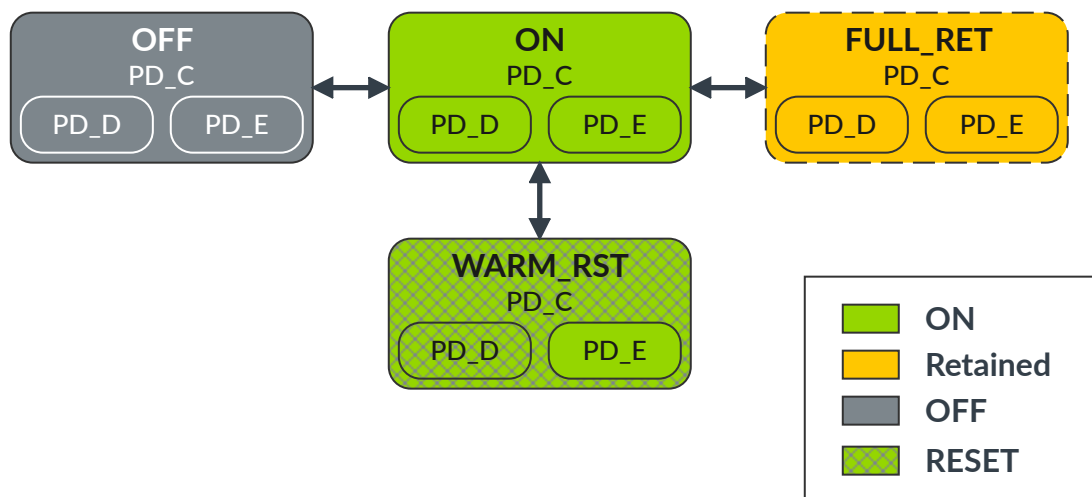 OFF
PD_C
PD_D PD_E
ON
PD_C
PD_D PD_E
FULL_RET
PD_C
PD_D PD_E
WARM_RST
PD_C
PD_D PD_E
ON
Retained
OFF
RESET